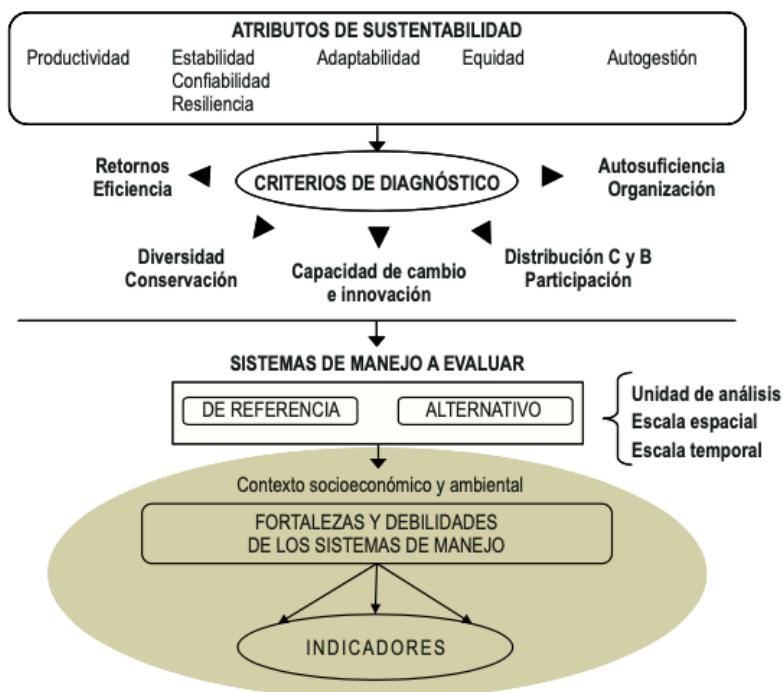 ATRIBUTOS DE SUSTENTABILIDAD
Productividad Estabilidad Adaptabilidad Equidad Autogestión
Confiabilidad
Resiliencia
Retornos
Eficiencia
CRITERIOS DE DIAGNÓSTICO
Autosuficiencia
Organización
Diversidad
Conservación
Capacidad de cambio
e innovación
Distribución C y B
Participación
SISTEMAS DE MANEJO A EVALUAR
DE REFERENCIA
ALTERNATIVO
Unidad de análisis
Escala espacial
Escala temporal
Contexto socioeconómico y ambiental
FORTALEZAS Y DEBILIDADES
DE LOS SISTEMAS DE MANEJO
INDICADORES